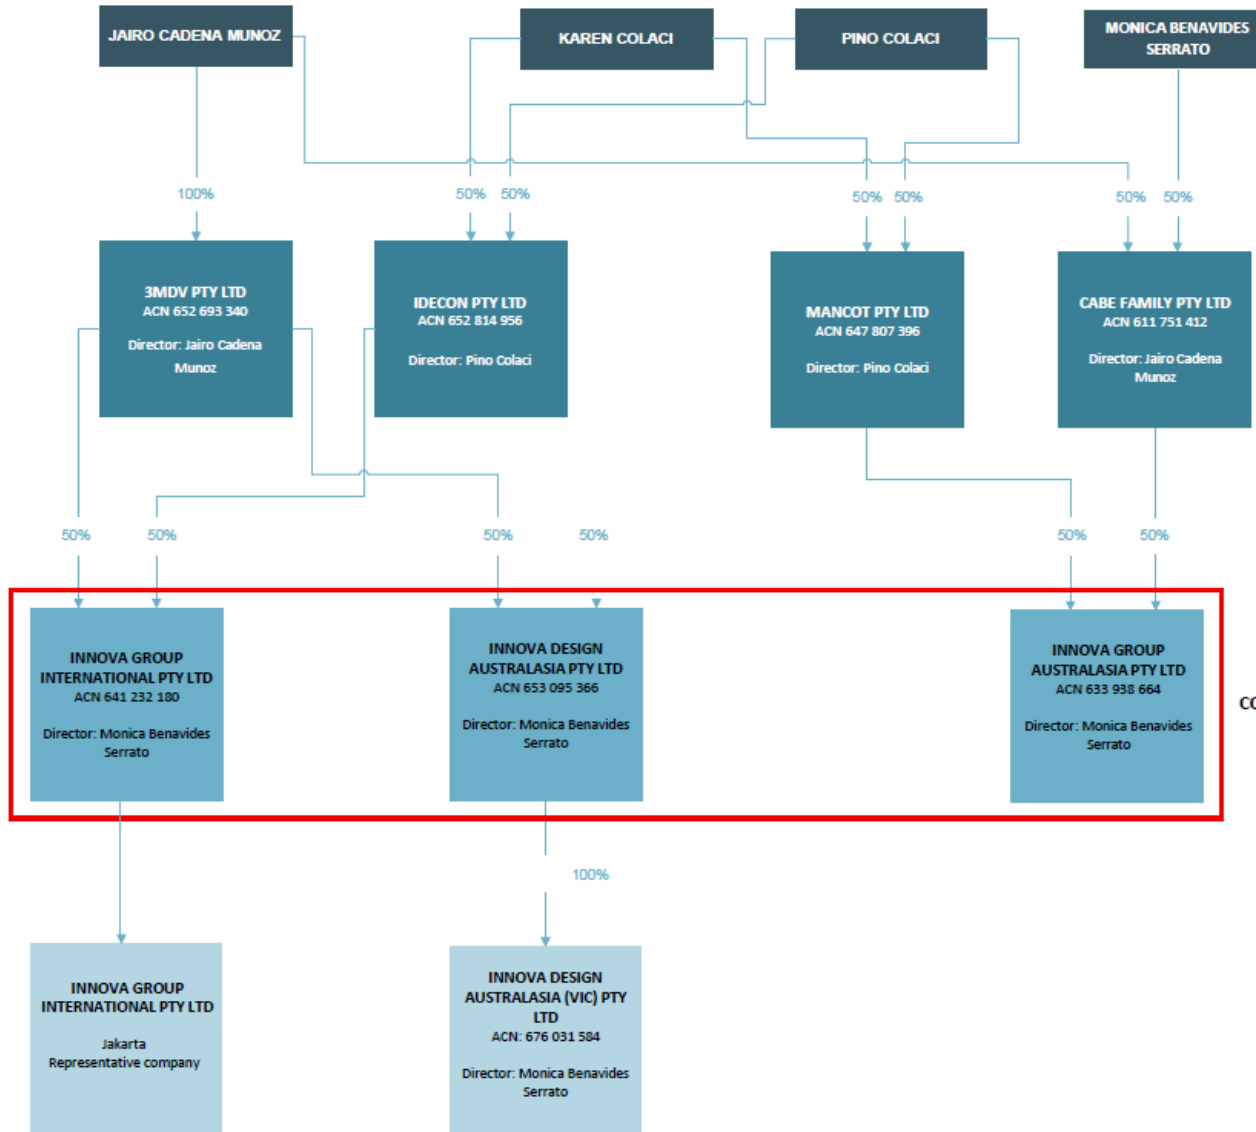 JAIRO CADENA MUNOZ
KAREN COLACI
PINO COLACI
MONICA BENAVIDES
SERRATO
100%
50%
50%
50%
50%
50%
50%
3MDV PTY LTD
ACN 652 693 340
Director: Jairo Cadena
Munoz
IDECON PTY LTD
ACN 652 814 956
Director: Pino Colaci
MANCOT PTY LTD
ACN 647 807 396
Director: Pino Colaci
CABE FAMILY PTY LTD
ACN 611 751 412
Director: Jairo Cadena
Munoz
50%
50%
50%
50%
50%
50%
INNOVA GROUP
INTERNATIONAL PTY LTD
ACN 641 232 180
Director: Monica Benavides
Serrato
INNOVA DESIGN
AUSTRALASIA PTY LTD
ACN 653 095 366
Director: Monica Benavides
Serrato
INNOVA GROUP
AUSTRALASIA PTY LTD
ACN 633 938 664
Director: Monica Benavides
Serrato
100%
INNOVA GROUP
INTERNATIONAL PTY LTD
Jakarta
Representative company
INNOVA DESIGN
AUSTRALASIA (VIC) PTY
LTD
ACN: 676 031 584
Director: Monica Benavides
Serrato